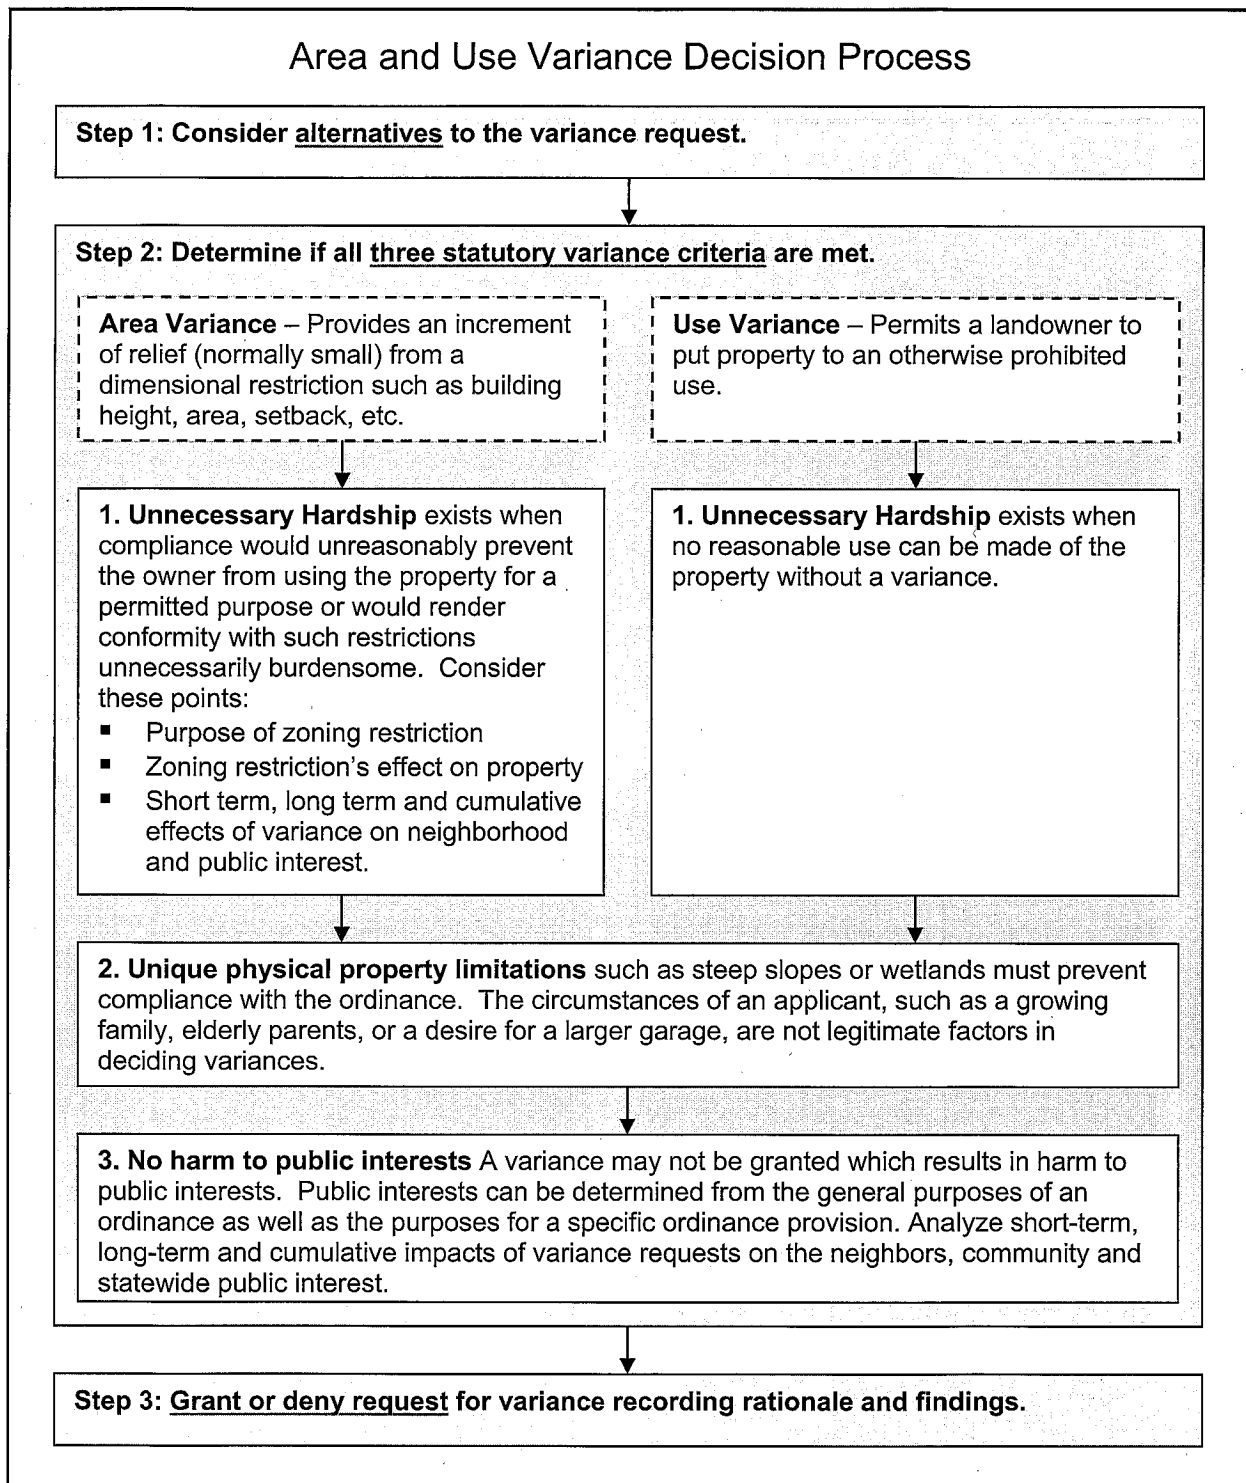 Area and Use Variance Decision Process
Step 1: Consider alternatives to the variance request.
Step 2: Determine if all three statutory variance criteria are met.
Area Variance – Provides an increment
of relief (normally small) from a
dimensional restriction such as building
height, area, setback, etc.
Use Variance – Permits a landowner to
put property to an otherwise prohibited
use.
1. Unnecessary Hardship exists when
compliance would unreasonably prevent
the owner from using the property for a
permitted purpose or would render
conformity with such restrictions
unnecessarily burdensome. Consider
these points:
▪ Purpose of zoning restriction
▪ Zoning restriction's effect on property
▪ Short term, long term and cumulative
effects of variance on neighborhood
and public interest.
1. Unnecessary Hardship exists when
no reasonable use can be made of the
property without a variance.
2. Unique physical property limitations such as steep slopes or wetlands must prevent
compliance with the ordinance. The circumstances of an applicant, such as a growing
family, elderly parents, or a desire for a larger garage, are not legitimate factors in
deciding variances.
3. No harm to public interests A variance may not be granted which results in harm to
public interests. Public interests can be determined from the general purposes of an
ordinance as well as the purposes for a specific ordinance provision. Analyze short-term,
long-term and cumulative impacts of variance requests on the neighbors, community and
statewide public interest.
Step 3: Grant or deny request for variance recording rationale and findings.